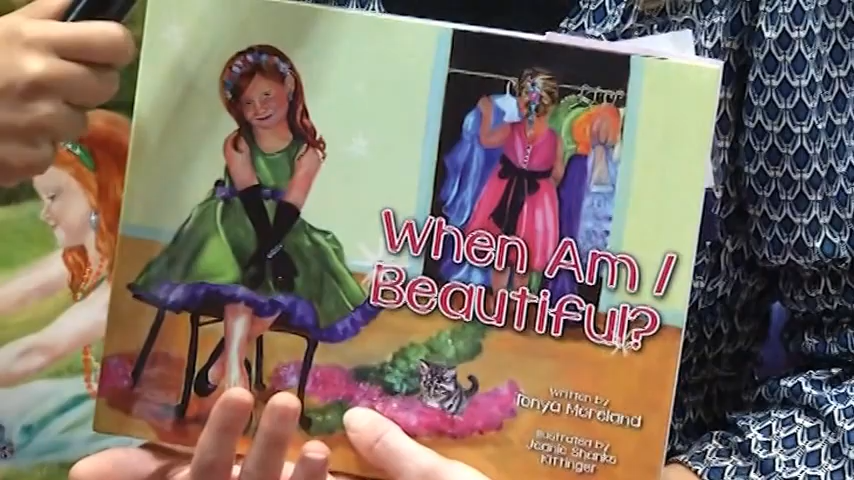 When Am I
Beautiful?
written by
Tonya Moreland
illustrated by
Jeanie Shanks
Kittinger